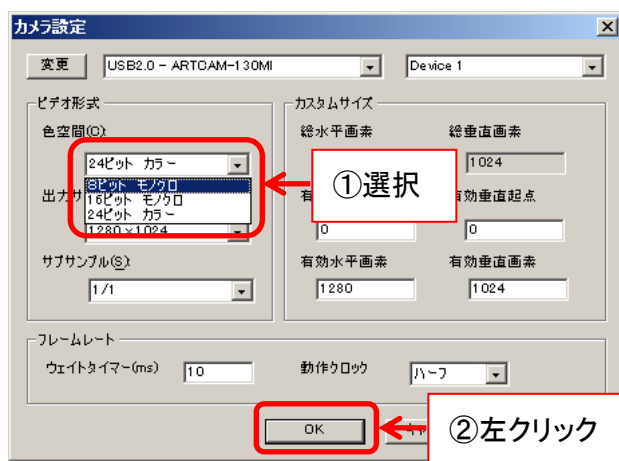 カメラ設定
変更 USB2.0 - ARTCAM-130MI Device 1
ビデオ形式 カスタムサイズ
色空間(C): 総水平画素 総垂直画素
24ビット カラー 1024
8ビット モノクロ
16ビット モノクロ
24ビット カラー
①選択
出力サ 有 有効垂直起点
1280 x 1024 0 0
サブサンプル(S): 有効水平画素 有効垂直画素
1/1 1280 1024
フレームレート
ウェイトタイマー(ms) 10 動作クロック ハーフ
OK キャ
②左クリック